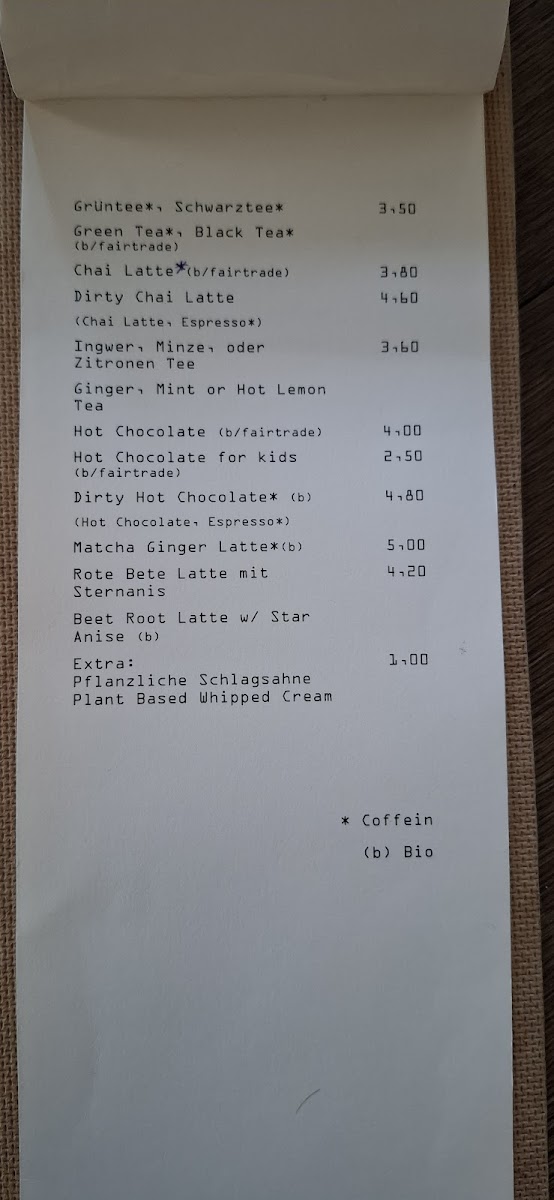 Grüntee*, Schwarztee* 3,50
Green Tea*, Black Tea*
(b/fairtrade)
Chai Latte*(b/fairtrade) 3,80
Dirty Chai Latte 4,60
(Chai Latte, Espresso*)
Ingwer, Minze, oder 3,60
Zitronen Tee
Ginger, Mint or Hot Lemon
Tea
Hot Chocolate (b/fairtrade) 4,00
Hot Chocolate for kids 2,50
(b/fairtrade)
Dirty Hot Chocolate* (b) 4,80
(Hot Chocolate, Espresso*)
Matcha Ginger Latte*(b) 5,00
Rote Bete Latte mit 4,20
Sternanis
Beet Root Latte w/ Star
Anise (b)
Extra: 1,00
Pflanzliche Schlagsahne
Plant Based Whipped Cream
* Coffein
(b) Bio